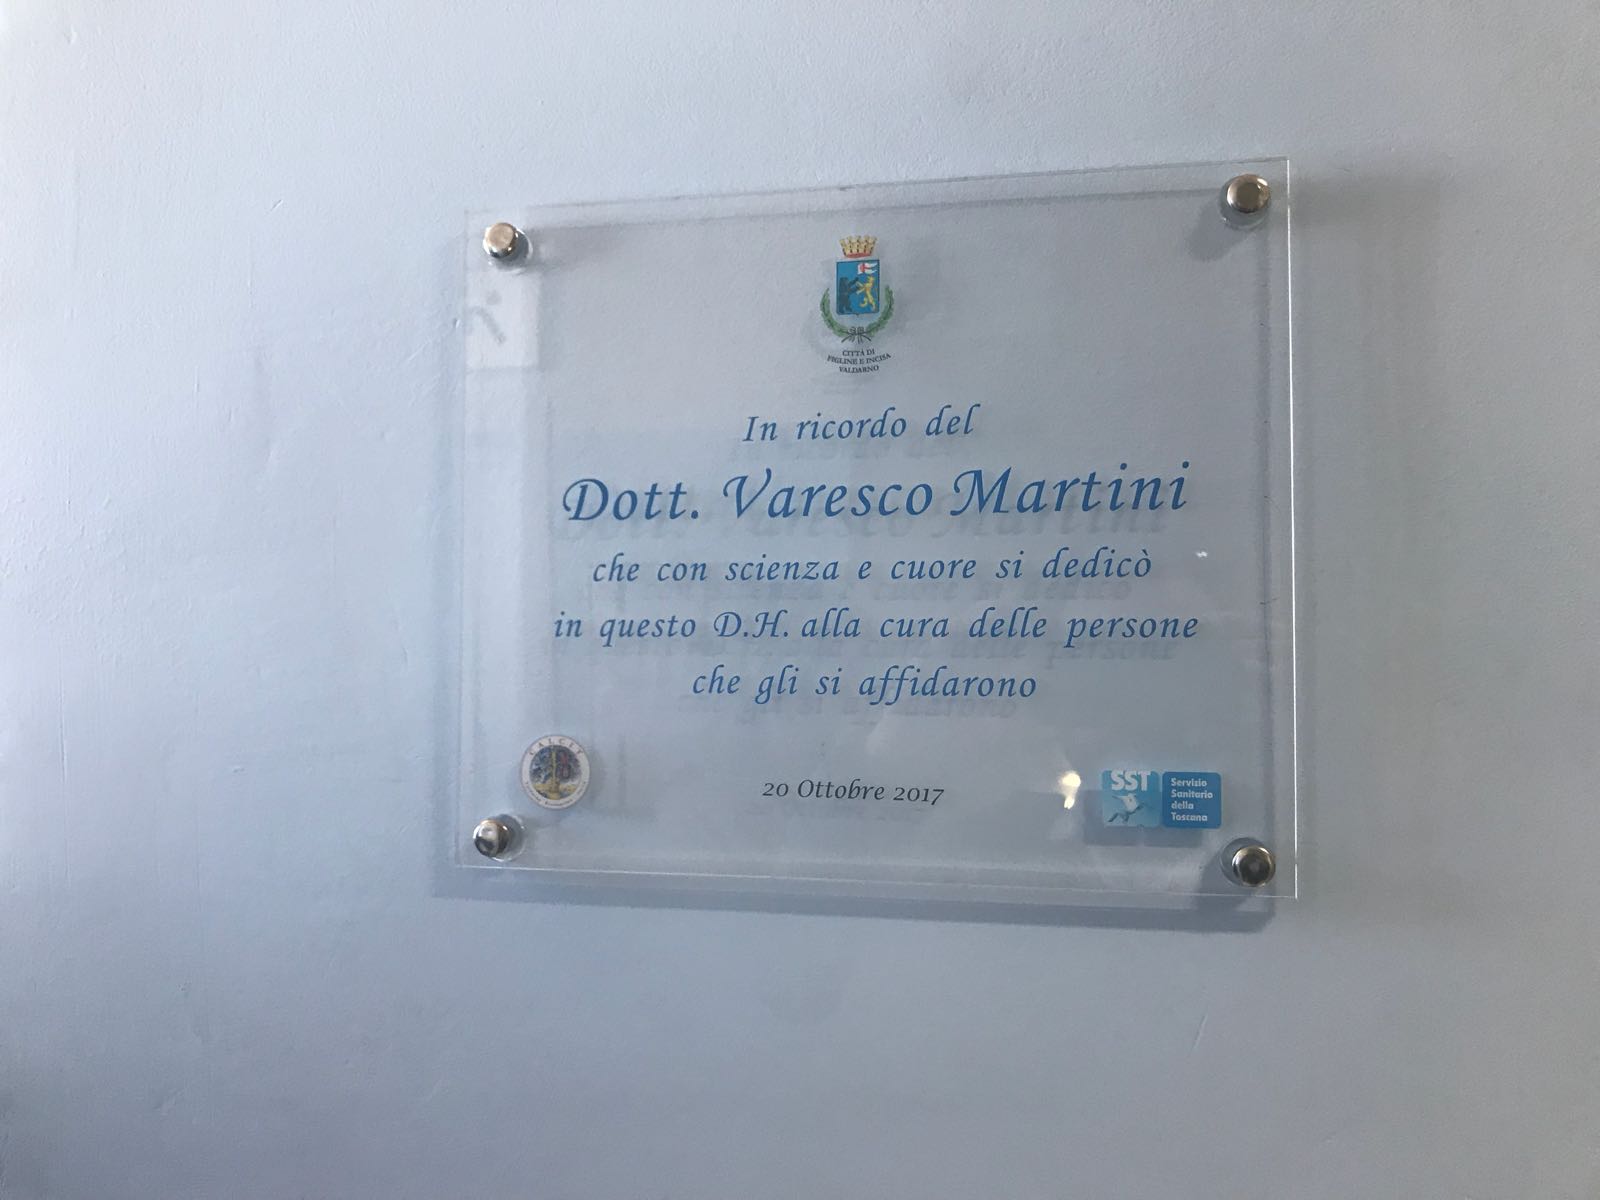 CITTÀ DI
FIGLINE E INCISA
VALDARNO
In ricordo del
Dott. Varesco Martini
che con scienza e cuore si dedicò
in questo D.H. alla cura delle persone
che gli si affidarono
CALCIT
20 Ottobre 2017
SST
Servizio
Sanitario
della
Toscana